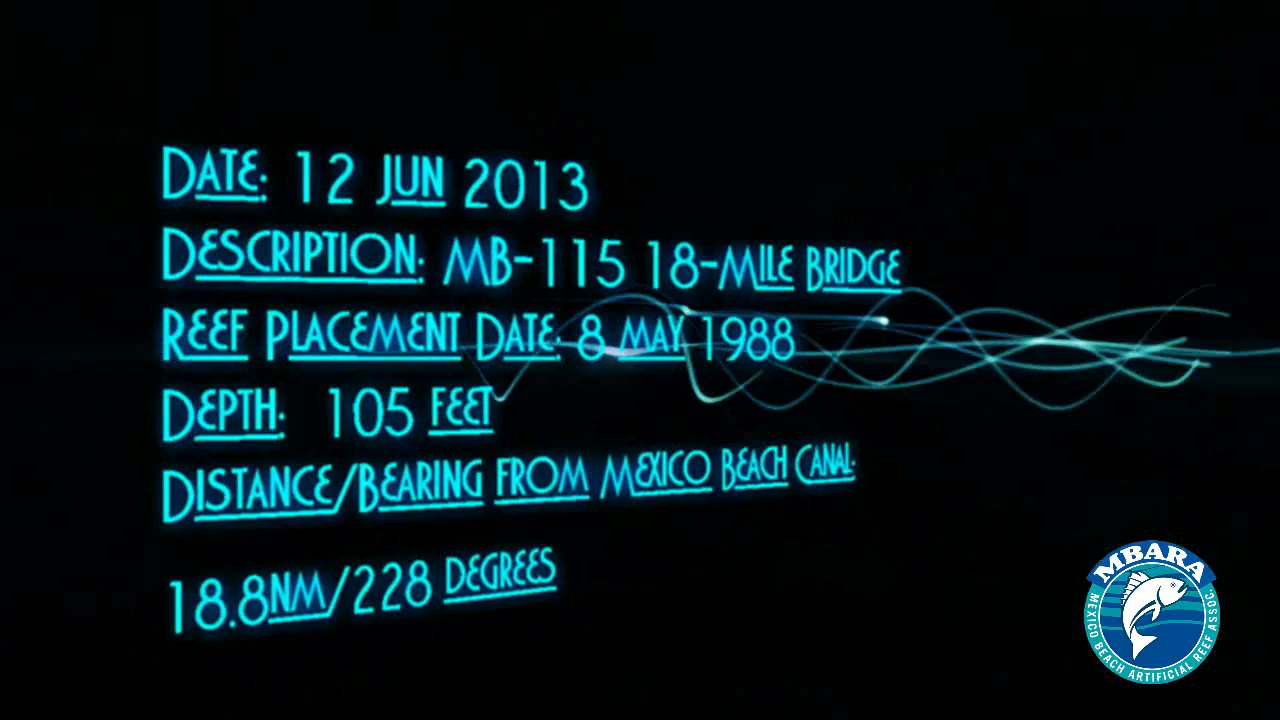 Date: 12 Jun 2013
Description: MB-115 18-Mile Bridge
Reef Placement Date: 8 May 1988
Depth: 105 feet
Distance/Bearing from Mexico Beach Canal:
18.8nm/228 degrees
MBARA
MEXICO BEACH ARTIFICIAL REEF ASSOC.